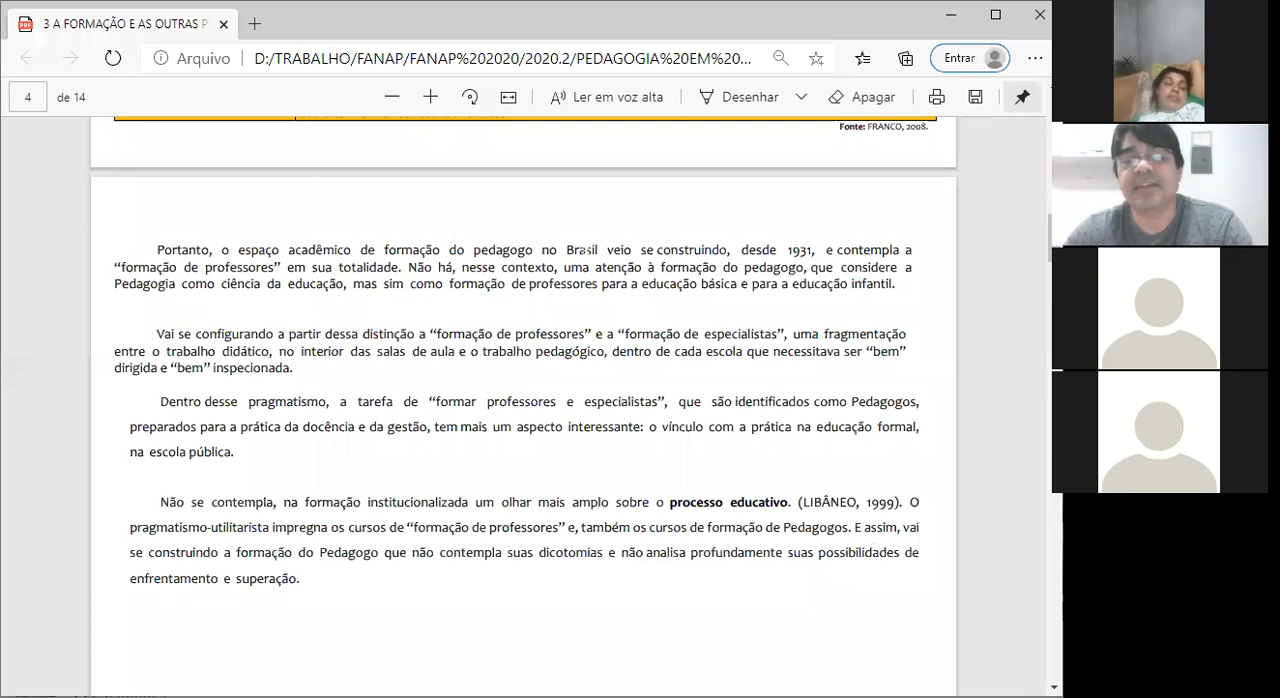 3 A FORMAÇÃO E AS OUTRAS P
Arquivo
D:/TRABALHO/FANAP/FANAP%202020/2020.2/PEDAGOGIA%20EM%20...
Entrar
4 de 14
Ler em voz alta
Desenhar
Apagar
Fonte: FRANCO, 2008.
Portanto, o espaço acadêmico de formação do pedagogo no Brasil veio se construindo, desde 1931, e contempla a
“formação de professores” em sua totalidade. Não há, nesse contexto, uma atenção à formação do pedagogo, que considere a
Pedagogia como ciência da educação, mas sim como formação de professores para a educação básica e para a educação infantil.
Vai se configurando a partir dessa distinção a “formação de professores” e a “formação de especialistas”, uma fragmentação
entre o trabalho didático, no interior das salas de aula e o trabalho pedagógico, dentro de cada escola que necessitava ser “bem”
dirigida e “bem” inspecionada.
Dentro desse pragmatismo, a tarefa de “formar professores e especialistas”, que são identificados como Pedagogos,
preparados para a prática da docência e da gestão, tem mais um aspecto interessante: o vínculo com a prática na educação formal,
na escola pública.
Não se contempla, na formação institucionalizada um olhar mais amplo sobre o processo educativo. (LIBÂNEO, 1999). O
pragmatismo-utilitarista impregna os cursos de “formação de professores” e, também os cursos de formação de Pedagogos. E assim, vai
se construindo a formação do Pedagogo que não contempla suas dicotomias e não analisa profundamente suas possibilidades de
enfrentamento e superação.